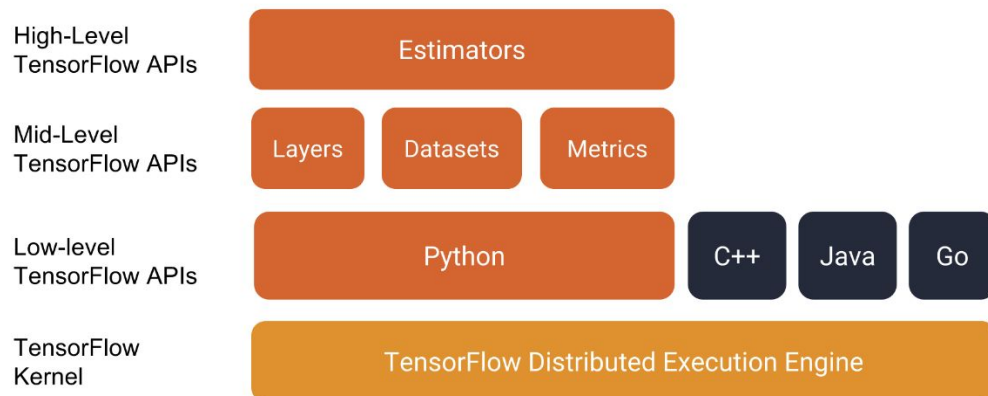 High-Level
TensorFlow APIs
Estimators
Mid-Level
TensorFlow APIs
Layers
Datasets
Metrics
Low-level
TensorFlow APIs
Python
C++
Java
Go
TensorFlow
Kernel
TensorFlow Distributed Execution Engine